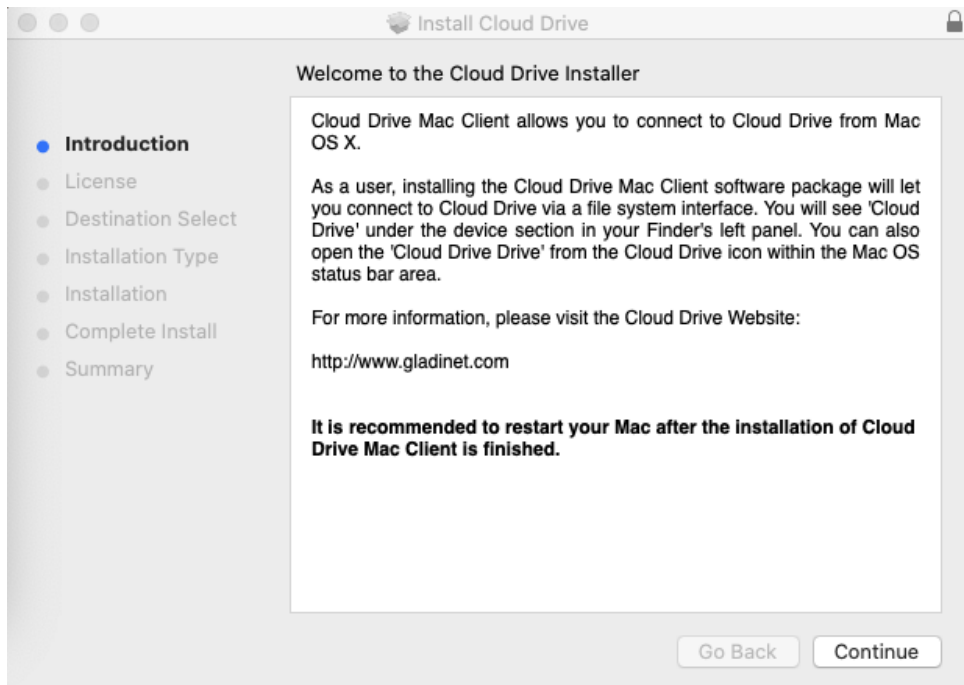 Install Cloud Drive
Welcome to the Cloud Drive Installer
Introduction
License
Destination Select
Installation Type
Installation
Complete Install
Summary
Cloud Drive Mac Client allows you to connect to Cloud Drive from Mac
OS X.
As a user, installing the Cloud Drive Mac Client software package will let
you connect to Cloud Drive via a file system interface. You will see 'Cloud
Drive' under the device section in your Finder's left panel. You can also
open the 'Cloud Drive Drive' from the Cloud Drive icon within the Mac OS
status bar area.
For more information, please visit the Cloud Drive Website:
http://www.gladinet.com
It is recommended to restart your Mac after the installation of Cloud
Drive Mac Client is finished.
Go Back
Continue